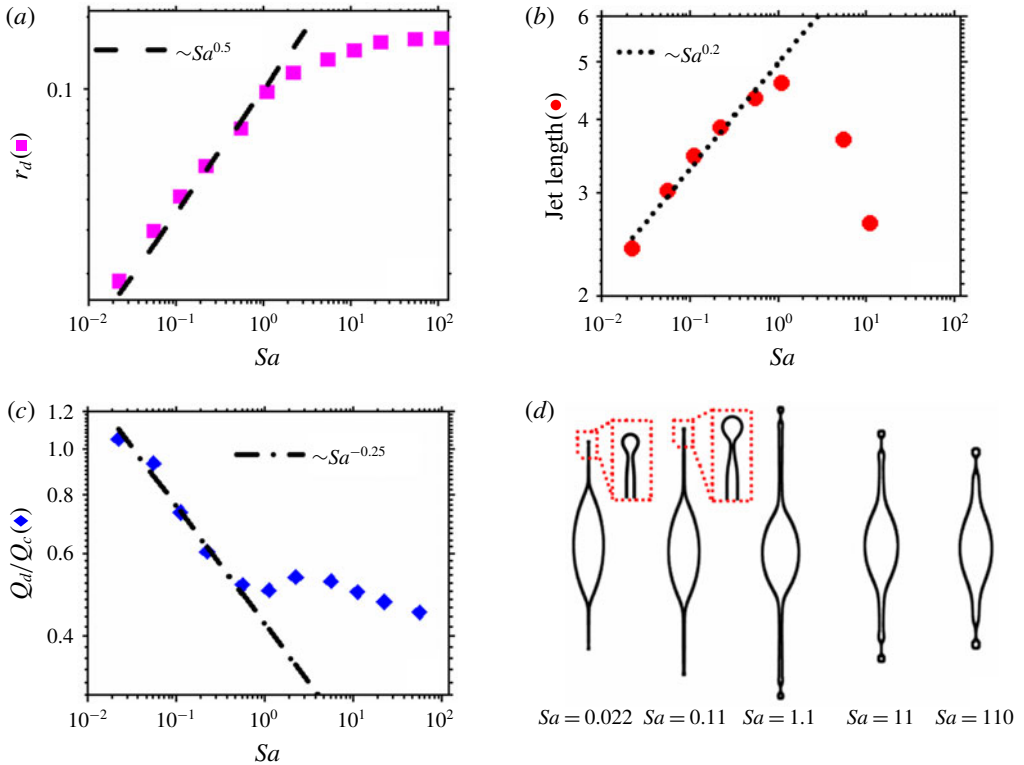 (a)
0.1
r_d(■)
~Sa^0.5
10^−2 10^−1 10^0 10^1 10^2
Sa
(b)
6
5
4
3
2
Jet length(●)
~Sa^0.2
10^−2 10^−1 10^0 10^1 10^2
Sa
(c)
1.2
1.0
0.8
0.6
0.4
Q_d/Q_c(◆)
~Sa^−0.25
10^−2 10^−1 10^0 10^1 10^2
Sa
(d)
Sa = 0.022 Sa = 0.11 Sa = 1.1 Sa = 11 Sa = 110